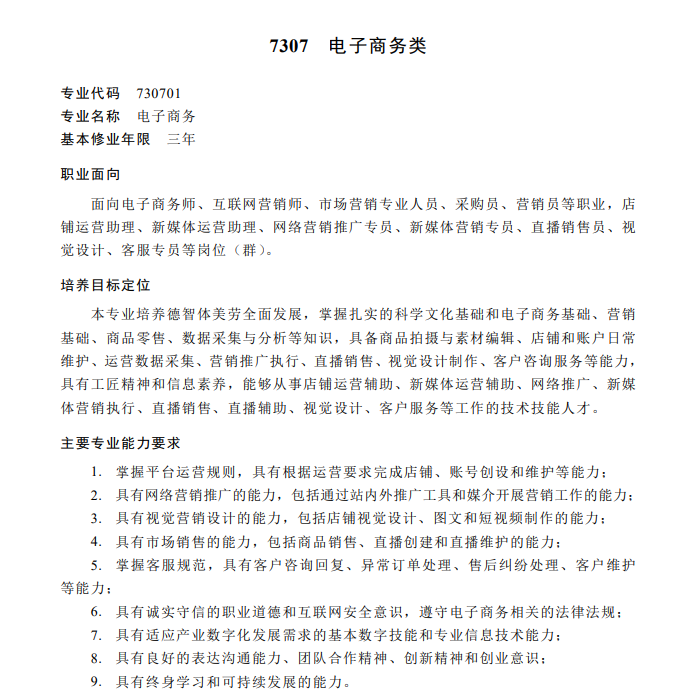 7307 电子商务类
专业代码 730701
专业名称 电子商务
基本修业年限 三年
职业面向
面向电子商务师、互联网营销师、市场营销专业人员、采购员、营销员等职业，店
铺运营助理、新媒体运营助理、网络营销推广专员、新媒体营销专员、直播销售员、视
觉设计、客服专员等岗位（群）。
培养目标定位
本专业培养德智体美劳全面发展，掌握扎实的科学文化基础和电子商务基础、营销
基础、商品零售、数据采集与分析等知识，具备商品拍摄与素材编辑、店铺和账户日常
维护、运营数据采集、营销推广执行、直播销售、视觉设计制作、客户咨询服务等能力，
具有工匠精神和信息素养，能够从事店铺运营辅助、新媒体运营辅助、网络推广、新媒
体营销执行、直播销售、直播辅助、视觉设计、客户服务等工作的技术技能人才。
主要专业能力要求
1. 掌握平台运营规则，具有根据运营要求完成店铺、账号创设和维护等能力；
2. 具有网络营销推广的能力，包括通过站内外推广工具和媒介开展营销工作的能力；
3. 具有视觉营销设计的能力，包括店铺视觉设计、图文和短视频制作的能力；
4. 具有市场销售的能力，包括商品销售、直播创建和直播维护的能力；
5. 掌握客服规范，具有客户咨询回复、异常订单处理、售后纠纷处理、客户维护
等能力；
6. 具有诚实守信的职业道德和互联网安全意识，遵守电子商务相关的法律法规；
7. 具有适应产业数字化发展需求的基本数字技能和专业信息技术能力；
8. 具有良好的表达沟通能力、团队合作精神、创新精神和创业意识；
9. 具有终身学习和可持续发展的能力。